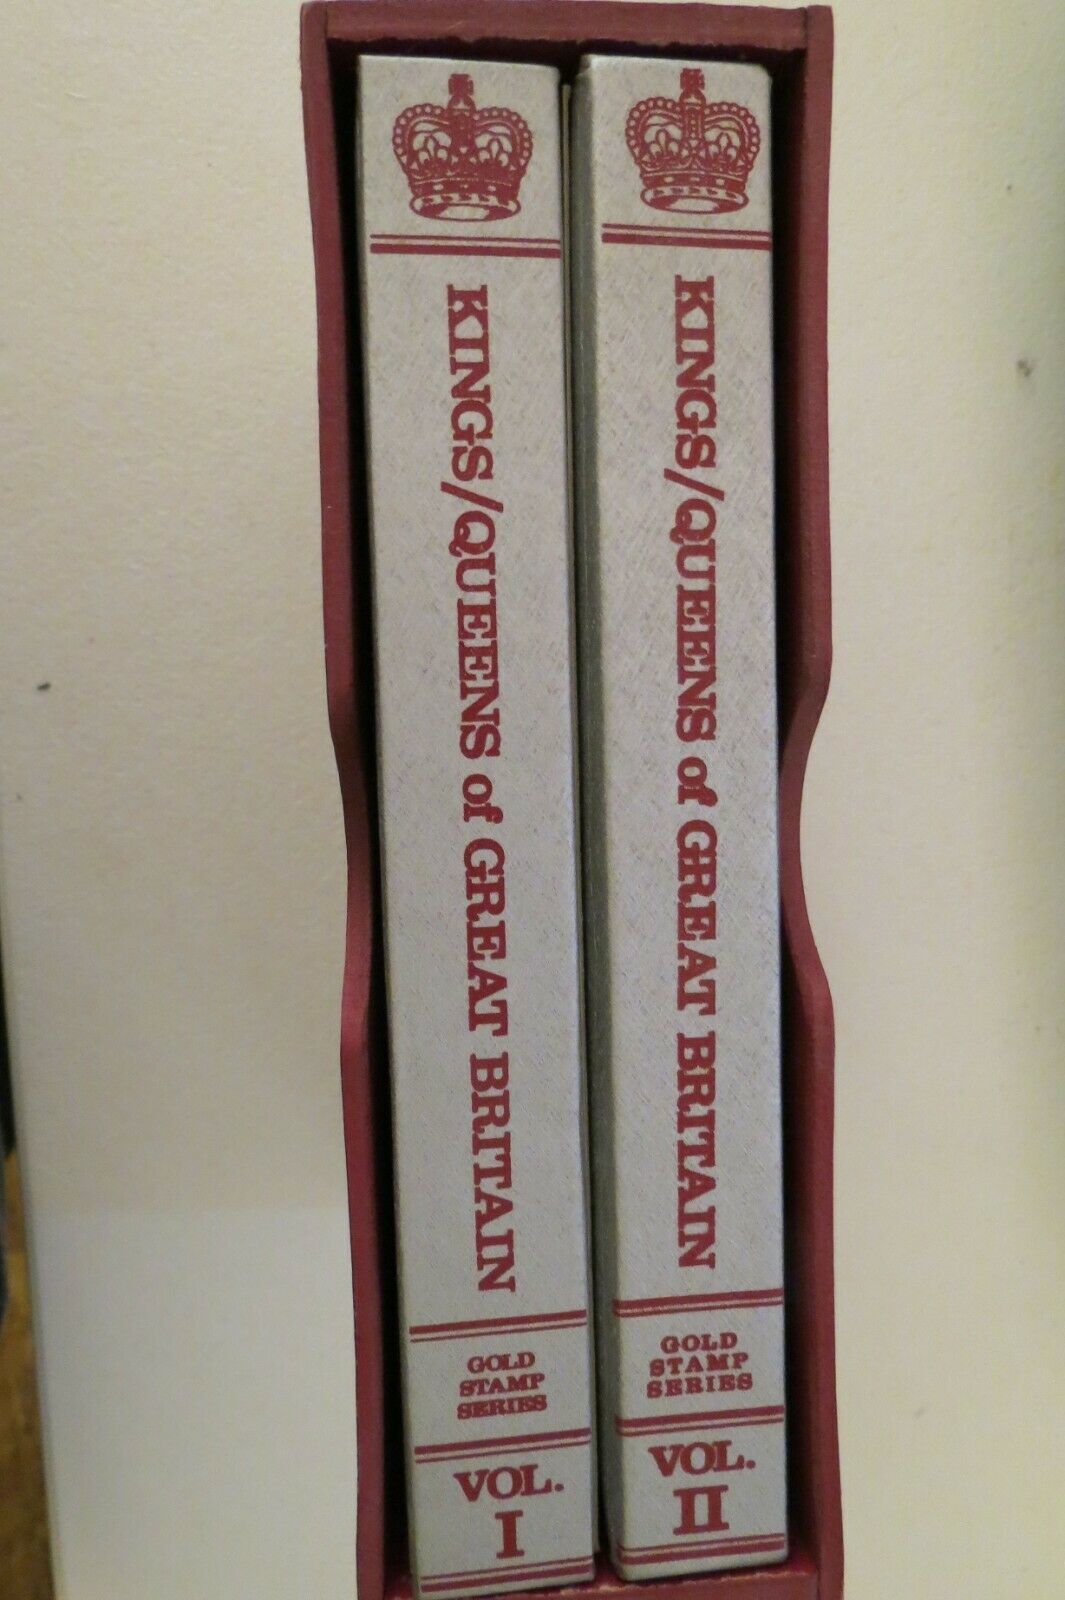 KINGS/QUEENS of GREAT BRITAIN
GOLD
STAMP
SERIES
VOL.
I
KINGS/QUEENS of GREAT BRITAIN
GOLD
STAMP
SERIES
VOL.
II